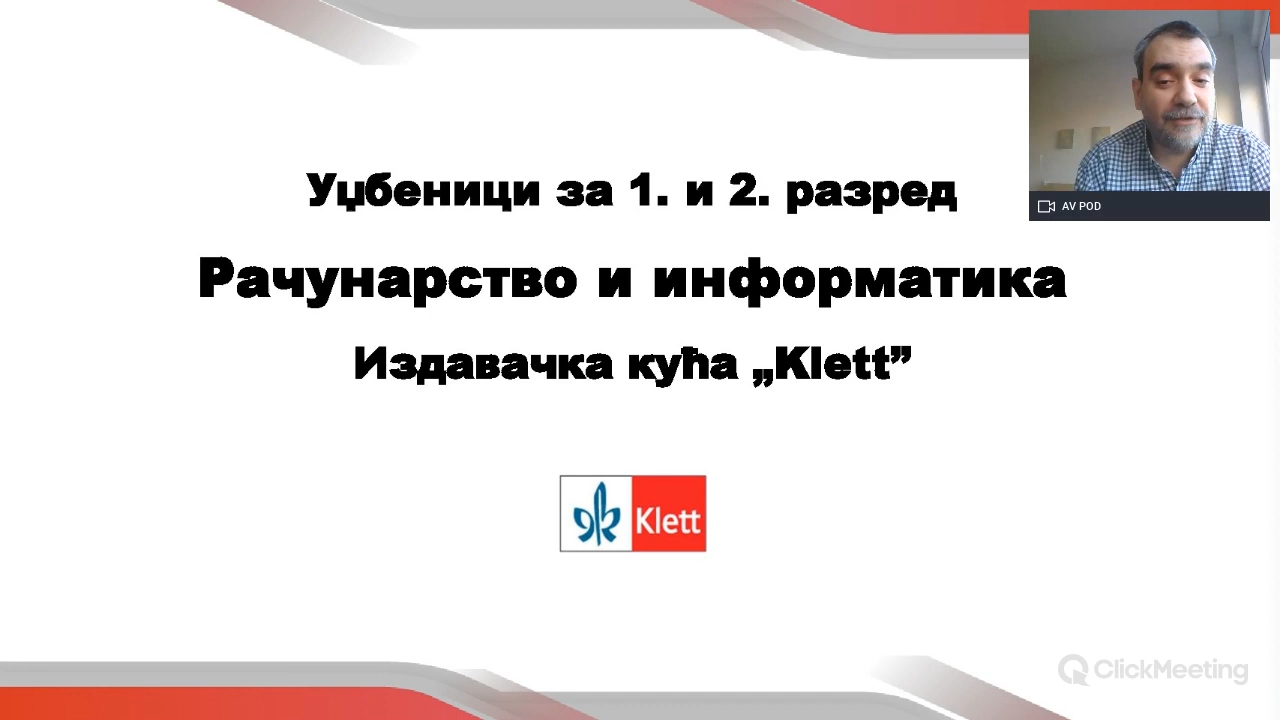 Уџбеници за 1. и 2. разред
Рачунарство и информатика
Издавачка кућа „Klett”
Klett
AV POD
ClickMeeting